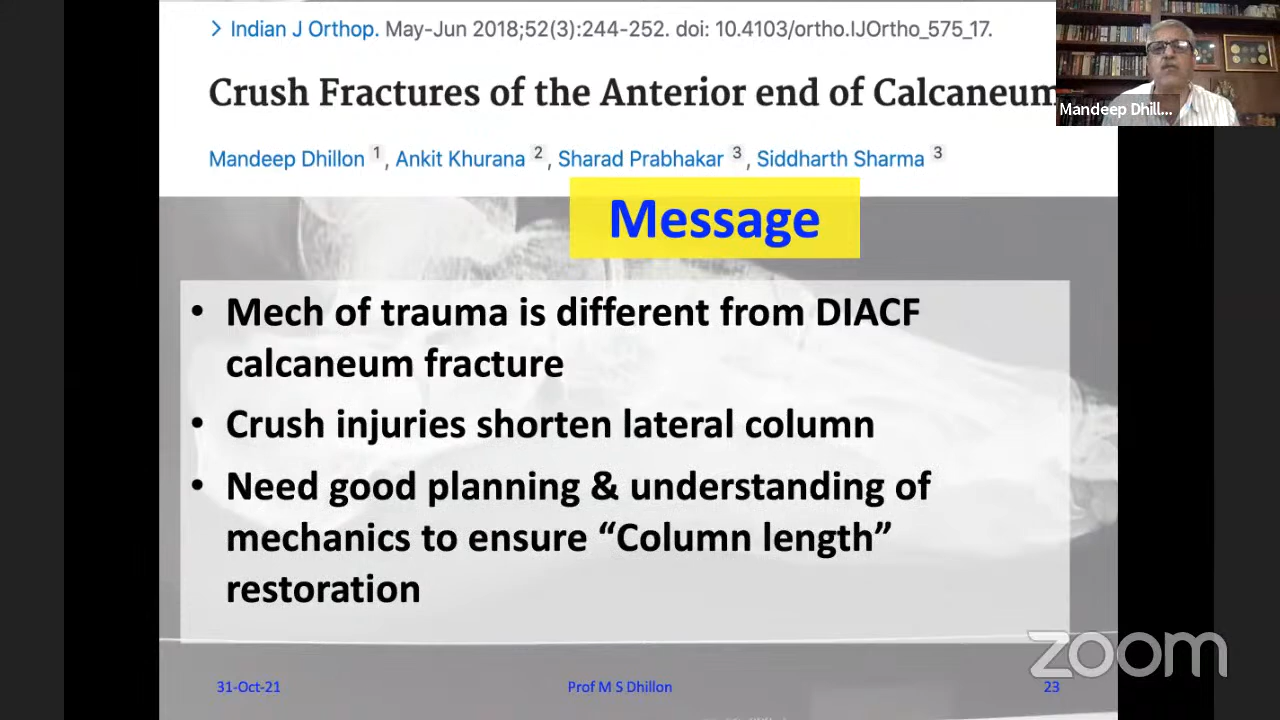 > Indian J Orthop. May-Jun 2018;52(3):244-252. doi: 10.4103/ortho.IJOrtho_575_17.
Crush Fractures of the Anterior end of Calcaneum
Mandeep Dhill...
Mandeep Dhillon 1, Ankit Khurana 2, Sharad Prabhakar 3, Siddharth Sharma 3
Message
• Mech of trauma is different from DIACF
calcaneum fracture
• Crush injuries shorten lateral column
• Need good planning & understanding of
mechanics to ensure “Column length”
restoration
zoom
31-Oct-21
Prof M S Dhillon
23